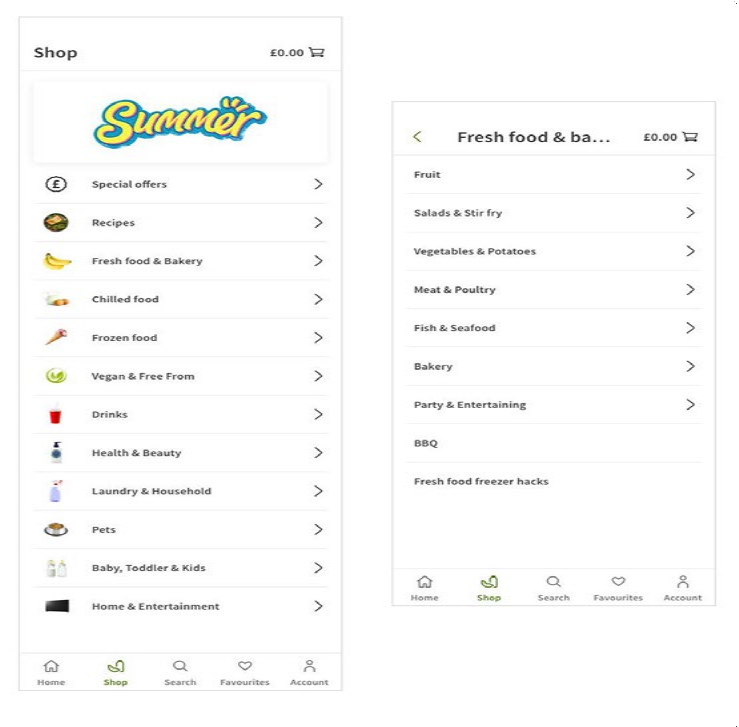 Shop
£0.00
Summer
£
Special offers
Recipes
Fresh food & Bakery
Chilled food
Frozen food
Vegan & Free From
Drinks
Health & Beauty
Laundry & Household
Pets
Baby, Toddler & Kids
Home & Entertainment
Home Shop Search Favourites Account
Fresh food & ba...
£0.00
Fruit
Salads & Stir fry
Vegetables & Potatoes
Meat & Poultry
Fish & Seafood
Bakery
Party & Entertaining
BBQ
Fresh food freezer hacks
Home Shop Search Favourites Account